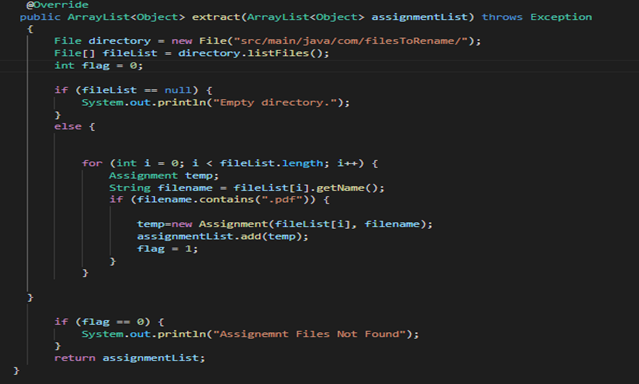 @Override
public ArrayList<Object> extract(ArrayList<Object> assignmentList) throws Exception
{
File directory = new File("src/main/java/com/filesToRename/");
File[] fileList = directory.listFiles();
int flag = 0;
if (fileList == null) {
System.out.println("Empty directory.");
}
else {
for (int i = 0; i < fileList.length; i++) {
Assignment temp;
String filename = fileList[i].getName();
if (filename.contains(".pdf")) {
temp=new Assignment(fileList[i], filename);
assignmentList.add(temp);
flag = 1;
}
}
}
if (flag == 0) {
System.out.println("Assignemnt Files Not Found");
}
return assignmentList;
}